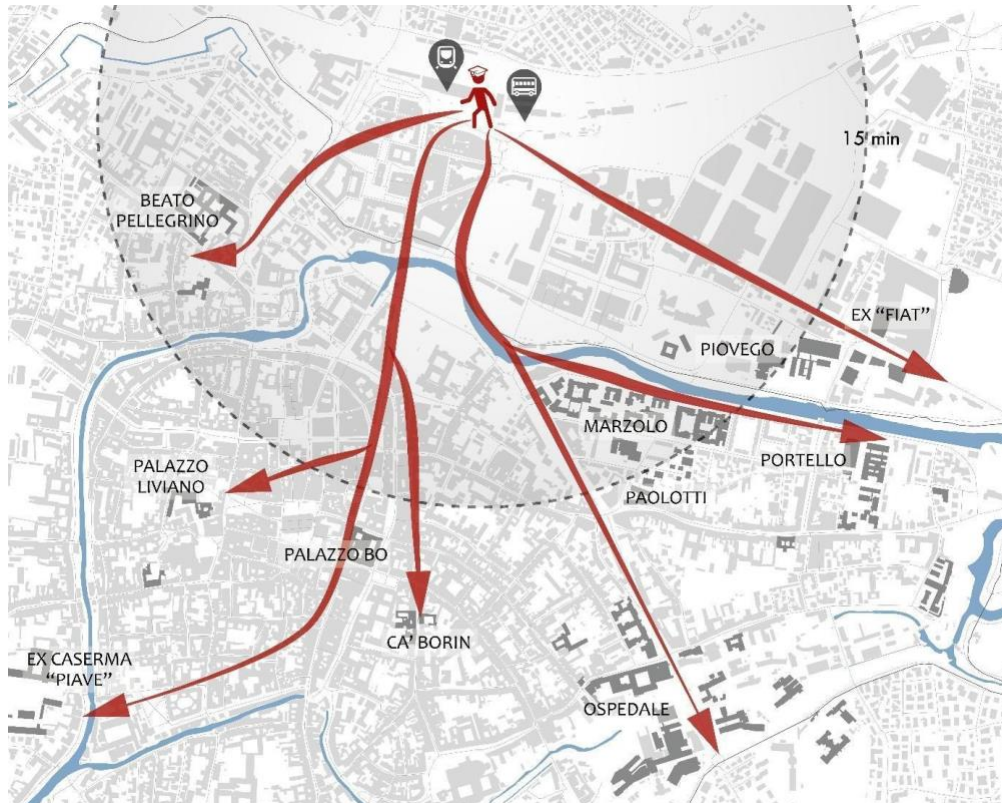 15 min
BEATO
PELLEGRINO
EX "FIAT"
PIOVEGO
MARZOLO
PORTELLO
PALAZZO
LIVIANO
PAOLOTTI
PALAZZO BO
CA' BORIN
EX CASERMA
"PIAVE"
OSPEDALE